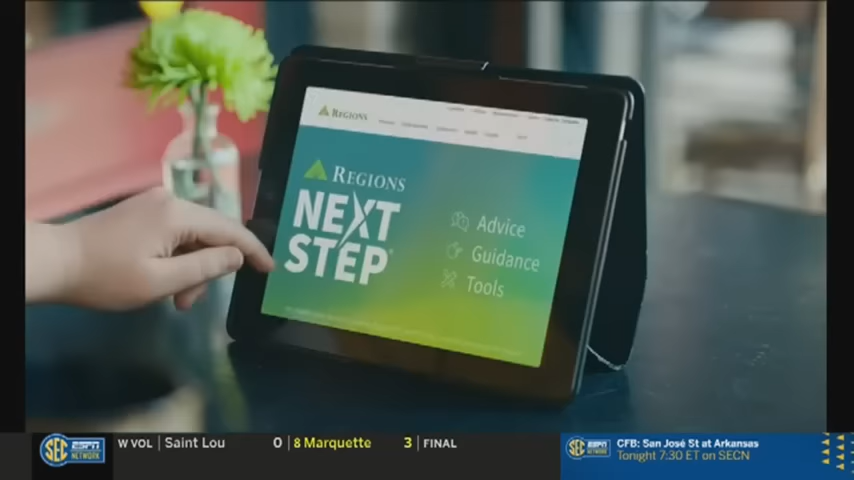 REGIONS
REGIONS
NEXT
STEP
Advice
Guidance
Tools
SEC ESPN NETWORK
W VOL | Saint Lou 0 | 8 Marquette 3 | FINAL
SEC ESPN NETWORK
CFB: San José St at Arkansas
Tonight 7:30 ET on SECN